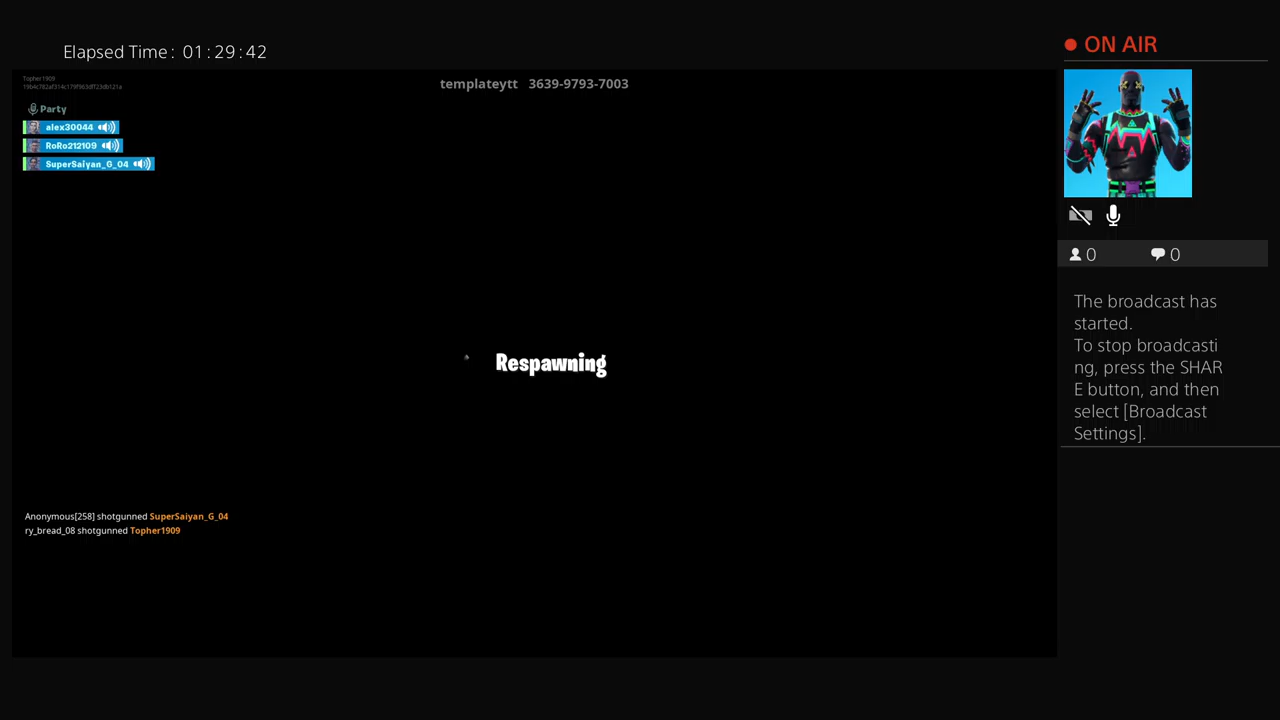 Elapsed Time: 01:29:42
ON AIR
Topher1909
templateytt 3639-9793-7003
Party
alex30044
RoRo212109
SuperSaiyan_G_04
0 0
The broadcast has
started.
To stop broadcasti
ng, press the SHAR
E button, and then
select [Broadcast
Settings].
Respawning
Anonymous[258] shotgunned SuperSaiyan_G_04
ry_bread_08 shotgunned Topher1909